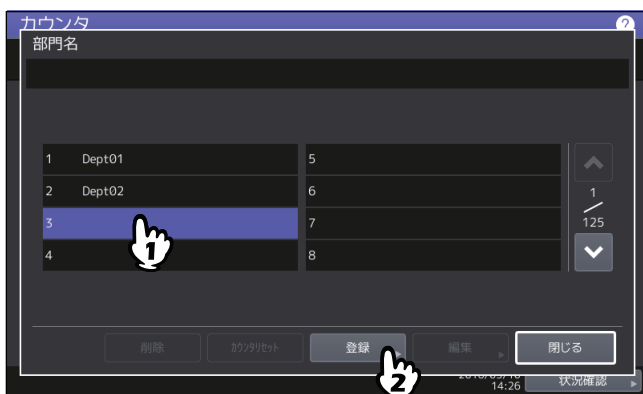 カウンタ
?
部門名
1 Dept01
2 Dept02
3
4
5
6
7
8
1
125
1
削除
カウンタリセット
登録
編集
閉じる
2
14:26
状況確認